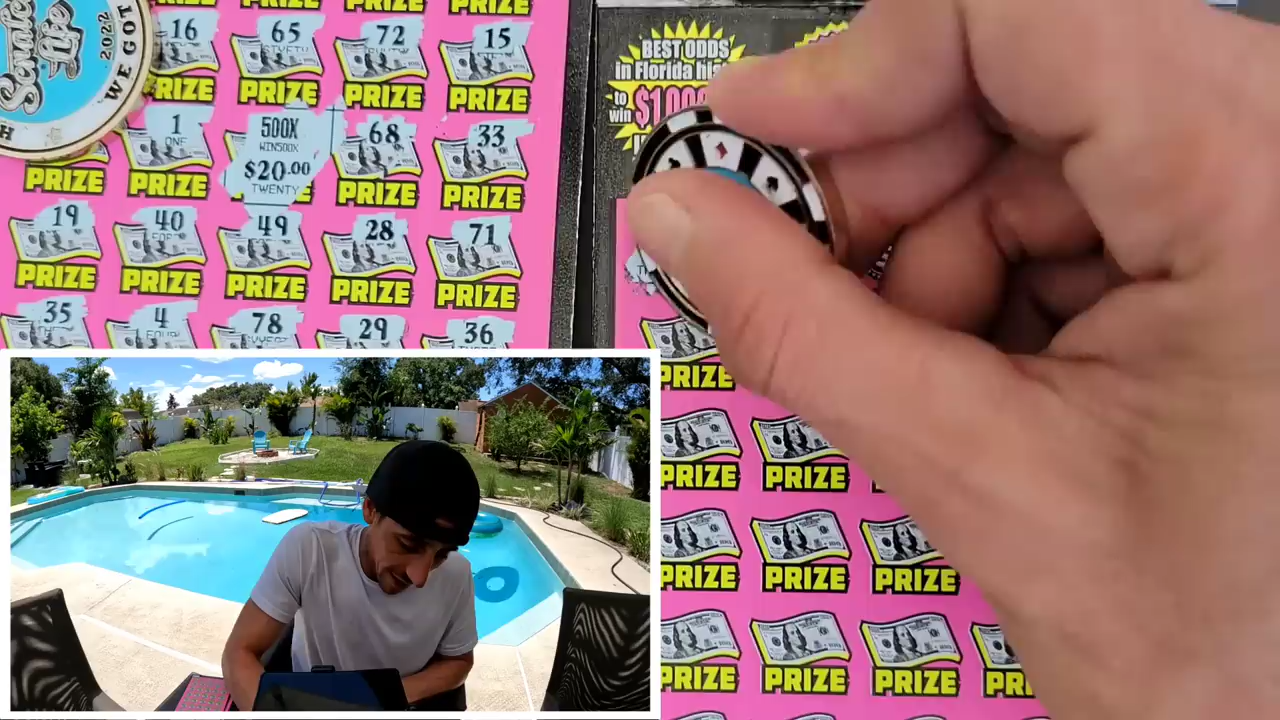 PRIZE PRIZE PRIZE PRIZE
Scratch Life
2022
WE GOT
16 65 72 15
PRIZE PRIZE PRIZE PRIZE
1 500X 68 33
ONE WIN500X
$20.00
TWENTY
PRIZE PRIZE PRIZE PRIZE
19 40 49 28 71
PRIZE PRIZE PRIZE PRIZE PRIZE
35 4 78 29 36
BEST ODDS
in Florida
to
win
PRIZE
PRIZE PRIZE
PRIZE PRIZE PRIZE
PRIZE PRIZE PRIZE